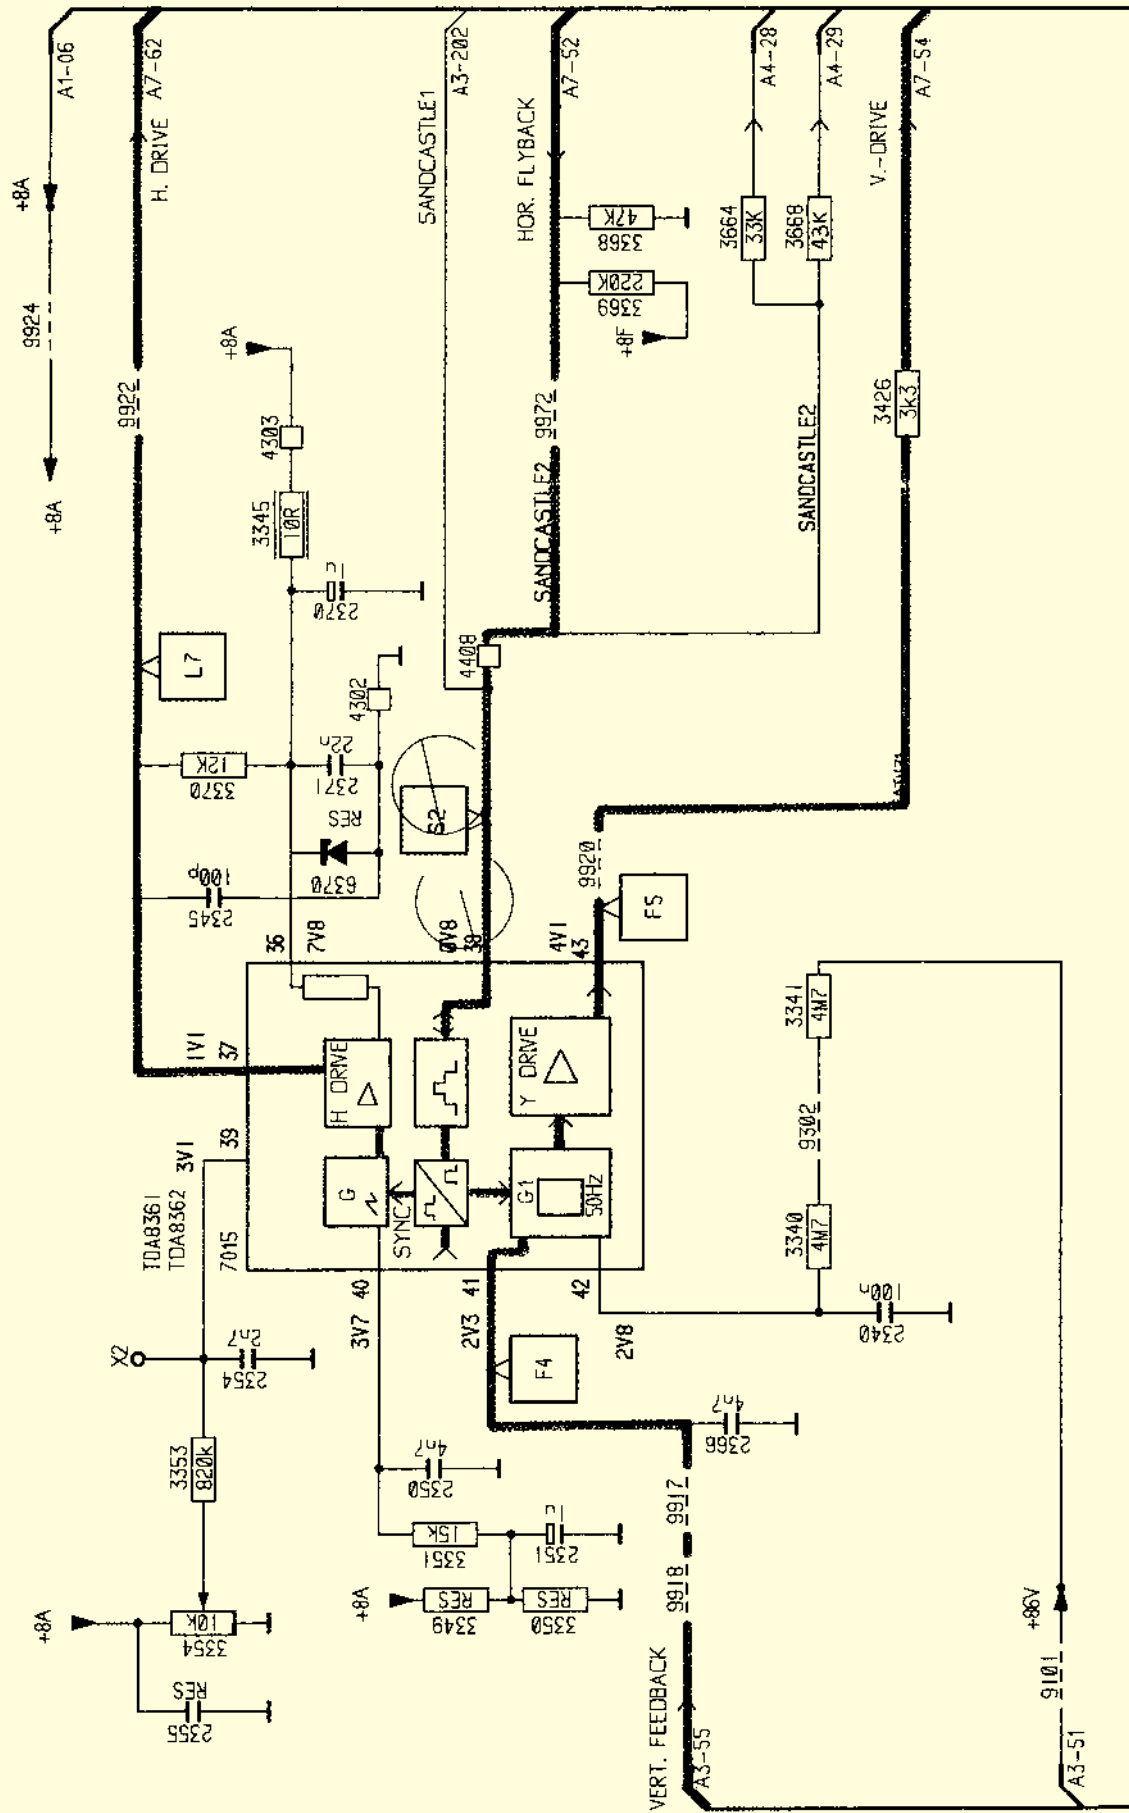 +8A
9924
+8A
A1-06
9922
H. DRIVE
A7-62
L7
+8A
4303
3345
10R
2370
1µ
12K
3370
22n
2371
4302
RES
6370
100p
2345
SANDCASTLE1
A3-202
4408
SANDCASTLE2
9972
HOR. FLYBACK
A7-52
47K
3368
220K
3369
+8F
3664
33K
A4-28
3668
43K
A4-29
SANDCASTLE2
3426
3K3
V.-DRIVE
A7-54
S2
36
7V8
0V8
38
4V1
43
9920
F5
1V1
37
3V1
39
TDA8361
TDA8362
7015
H DRIVE
G
SYNC
Y DRIVE
G1
50Hz
40
3V7
41
2V3
42
2V8
F4
X2
2n7
2354
3353
820k
+8A
10k
3354
RES
2355
4n7
2350
15k
3351
1µ
2351
+8A
RES
3349
RES
3350
4n7
2366
9917
9918
VERT. FEEDBACK
A3-55
3341
4M7
9302
3340
4M7
100n
2340
+86V
9101
A3-51